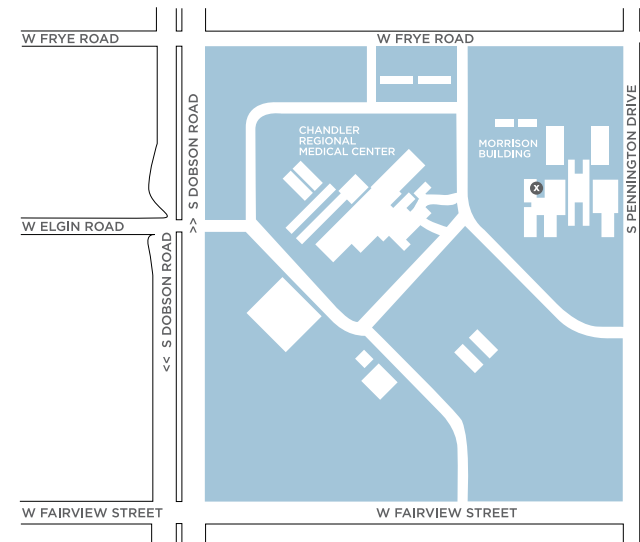 W FRYE ROAD
W FRYE ROAD
S PENNINGTON DRIVE
>> S DOBSON ROAD
CHANDLER
REGIONAL
MEDICAL CENTER
MORRISON
BUILDING
X
W ELGIN ROAD
<< S DOBSON ROAD
W FAIRVIEW STREET
W FAIRVIEW STREET